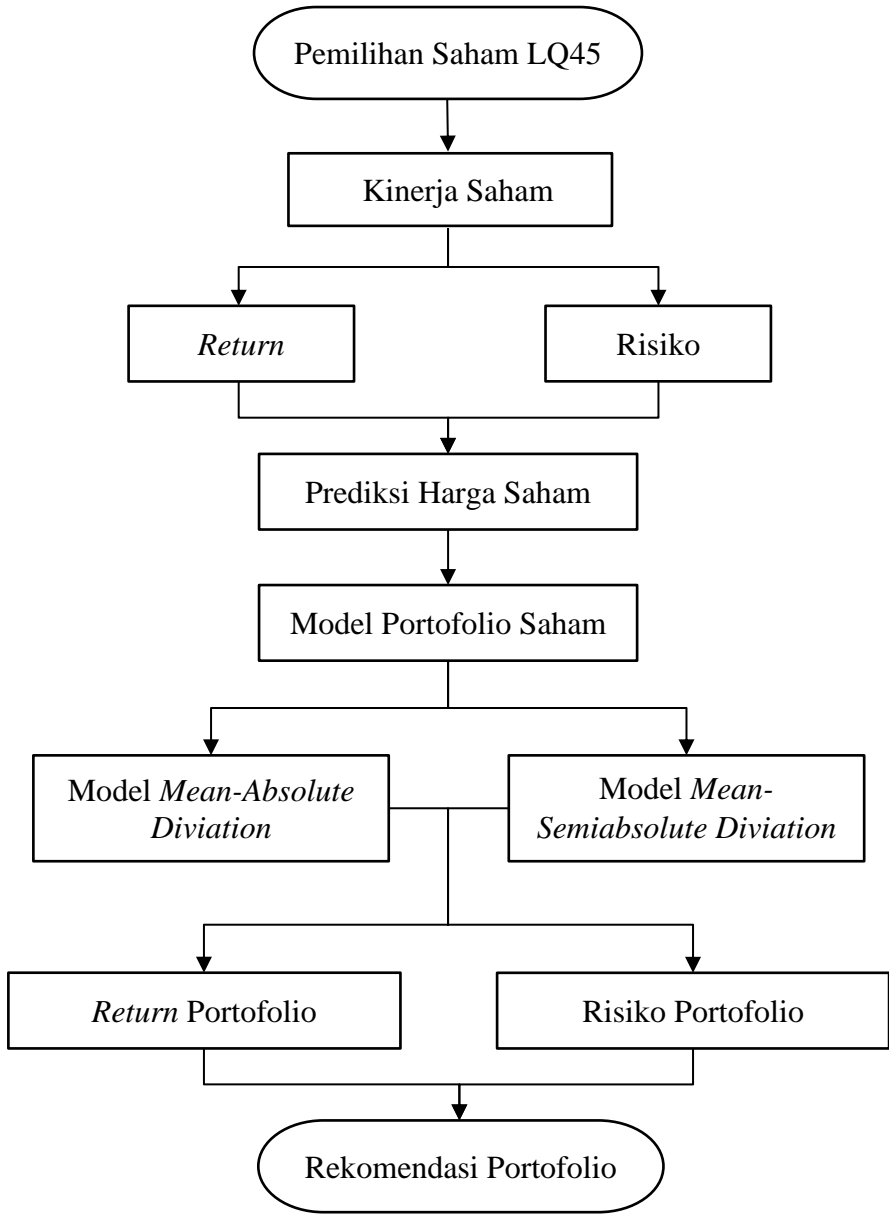 Pemilihan Saham LQ45
Kinerja Saham
Return
Risiko
Prediksi Harga Saham
Model Portofolio Saham
Model Mean-Absolute
Diviation
Model Mean-
Semiabsolute Diviation
Return Portofolio
Risiko Portofolio
Rekomendasi Portofolio